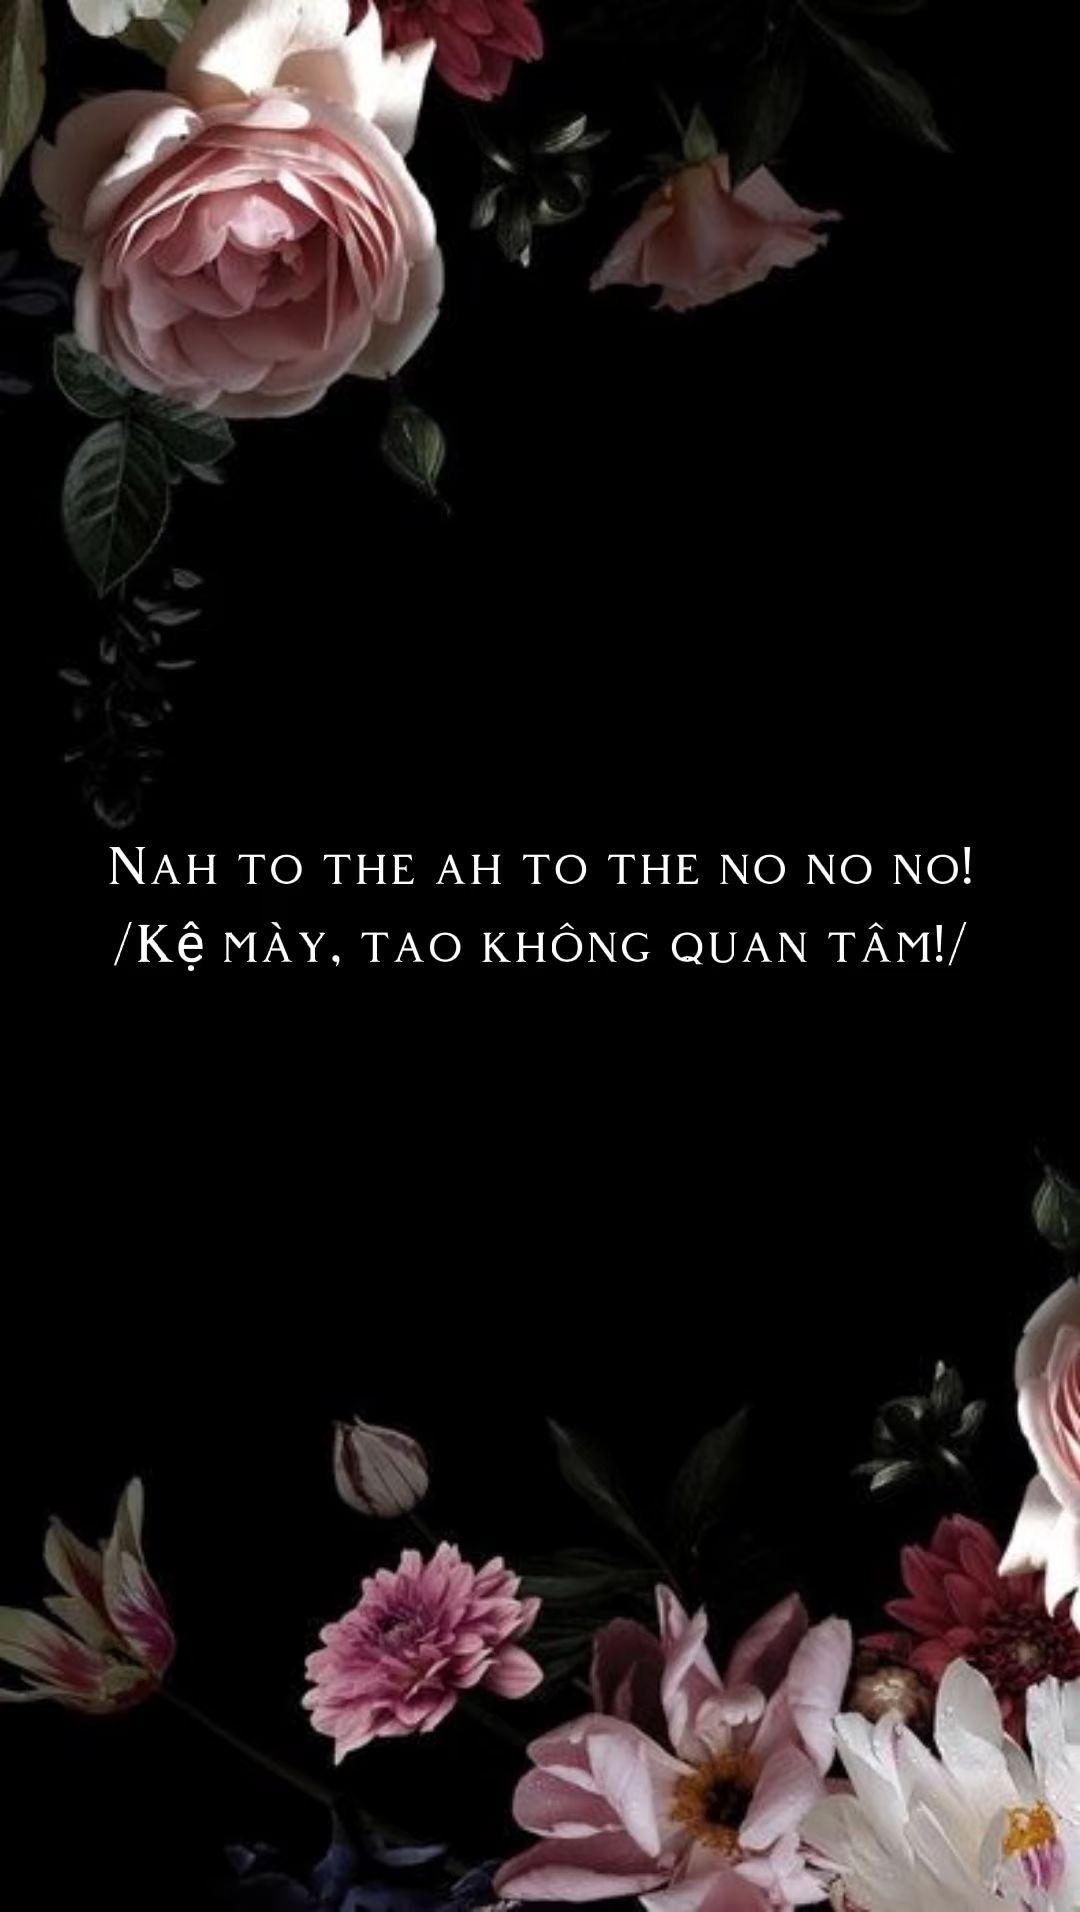 Nah to the ah to the no no no!
/Kệ mày, tao không quan tâm!/